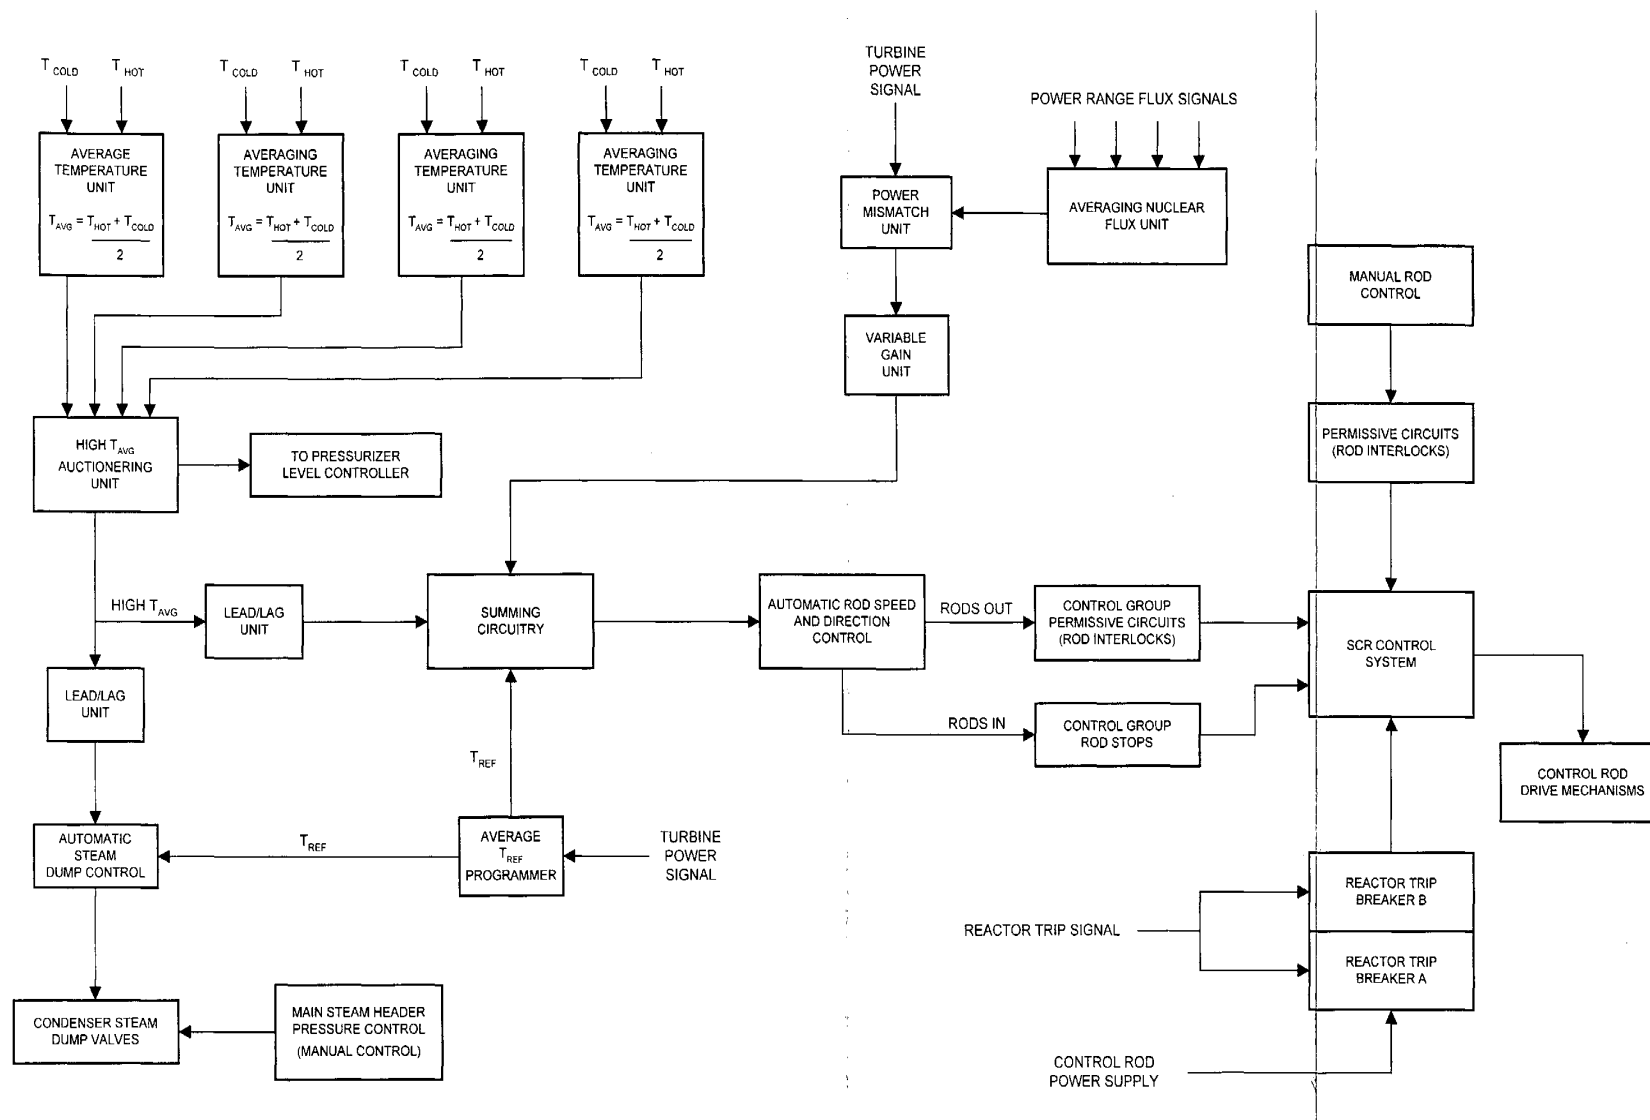 T COLD
T HOT
T COLD
T HOT
T COLD
T HOT
T COLD
T HOT
AVERAGE
TEMPERATURE
UNIT
T AVG = T HOT + T COLD
2
AVERAGING
TEMPERATURE
UNIT
T AVG = T HOT + T COLD
2
AVERAGING
TEMPERATURE
UNIT
T AVG = T HOT + T COLD
2
AVERAGING
TEMPERATURE
UNIT
T AVG = T HOT + T COLD
2
TURBINE
POWER
SIGNAL
POWER RANGE FLUX SIGNALS
POWER
MISMATCH
UNIT
AVERAGING NUCLEAR
FLUX UNIT
VARIABLE
GAIN
UNIT
MANUAL ROD
CONTROL
PERMISSIVE CIRCUITS
(ROD INTERLOCKS)
HIGH T AVG
AUCTIONERING
UNIT
TO PRESSURIZER
LEVEL CONTROLLER
HIGH T AVG
LEAD/LAG
UNIT
SUMMING
CIRCUITRY
AUTOMATIC ROD SPEED
AND DIRECTION
CONTROL
RODS OUT
CONTROL GROUP
PERMISSIVE CIRCUITS
(ROD INTERLOCKS)
SCR CONTROL
SYSTEM
LEAD/LAG
UNIT
RODS IN
CONTROL GROUP
ROD STOPS
T REF
CONTROL ROD
DRIVE MECHANISMS
AUTOMATIC
STEAM
DUMP CONTROL
T REF
AVERAGE
T REF
PROGRAMMER
TURBINE
POWER
SIGNAL
REACTOR TRIP SIGNAL
REACTOR TRIP
BREAKER B
REACTOR TRIP
BREAKER A
CONDENSER STEAM
DUMP VALVES
MAIN STEAM HEADER
PRESSURE CONTROL
(MANUAL CONTROL)
CONTROL ROD
POWER SUPPLY